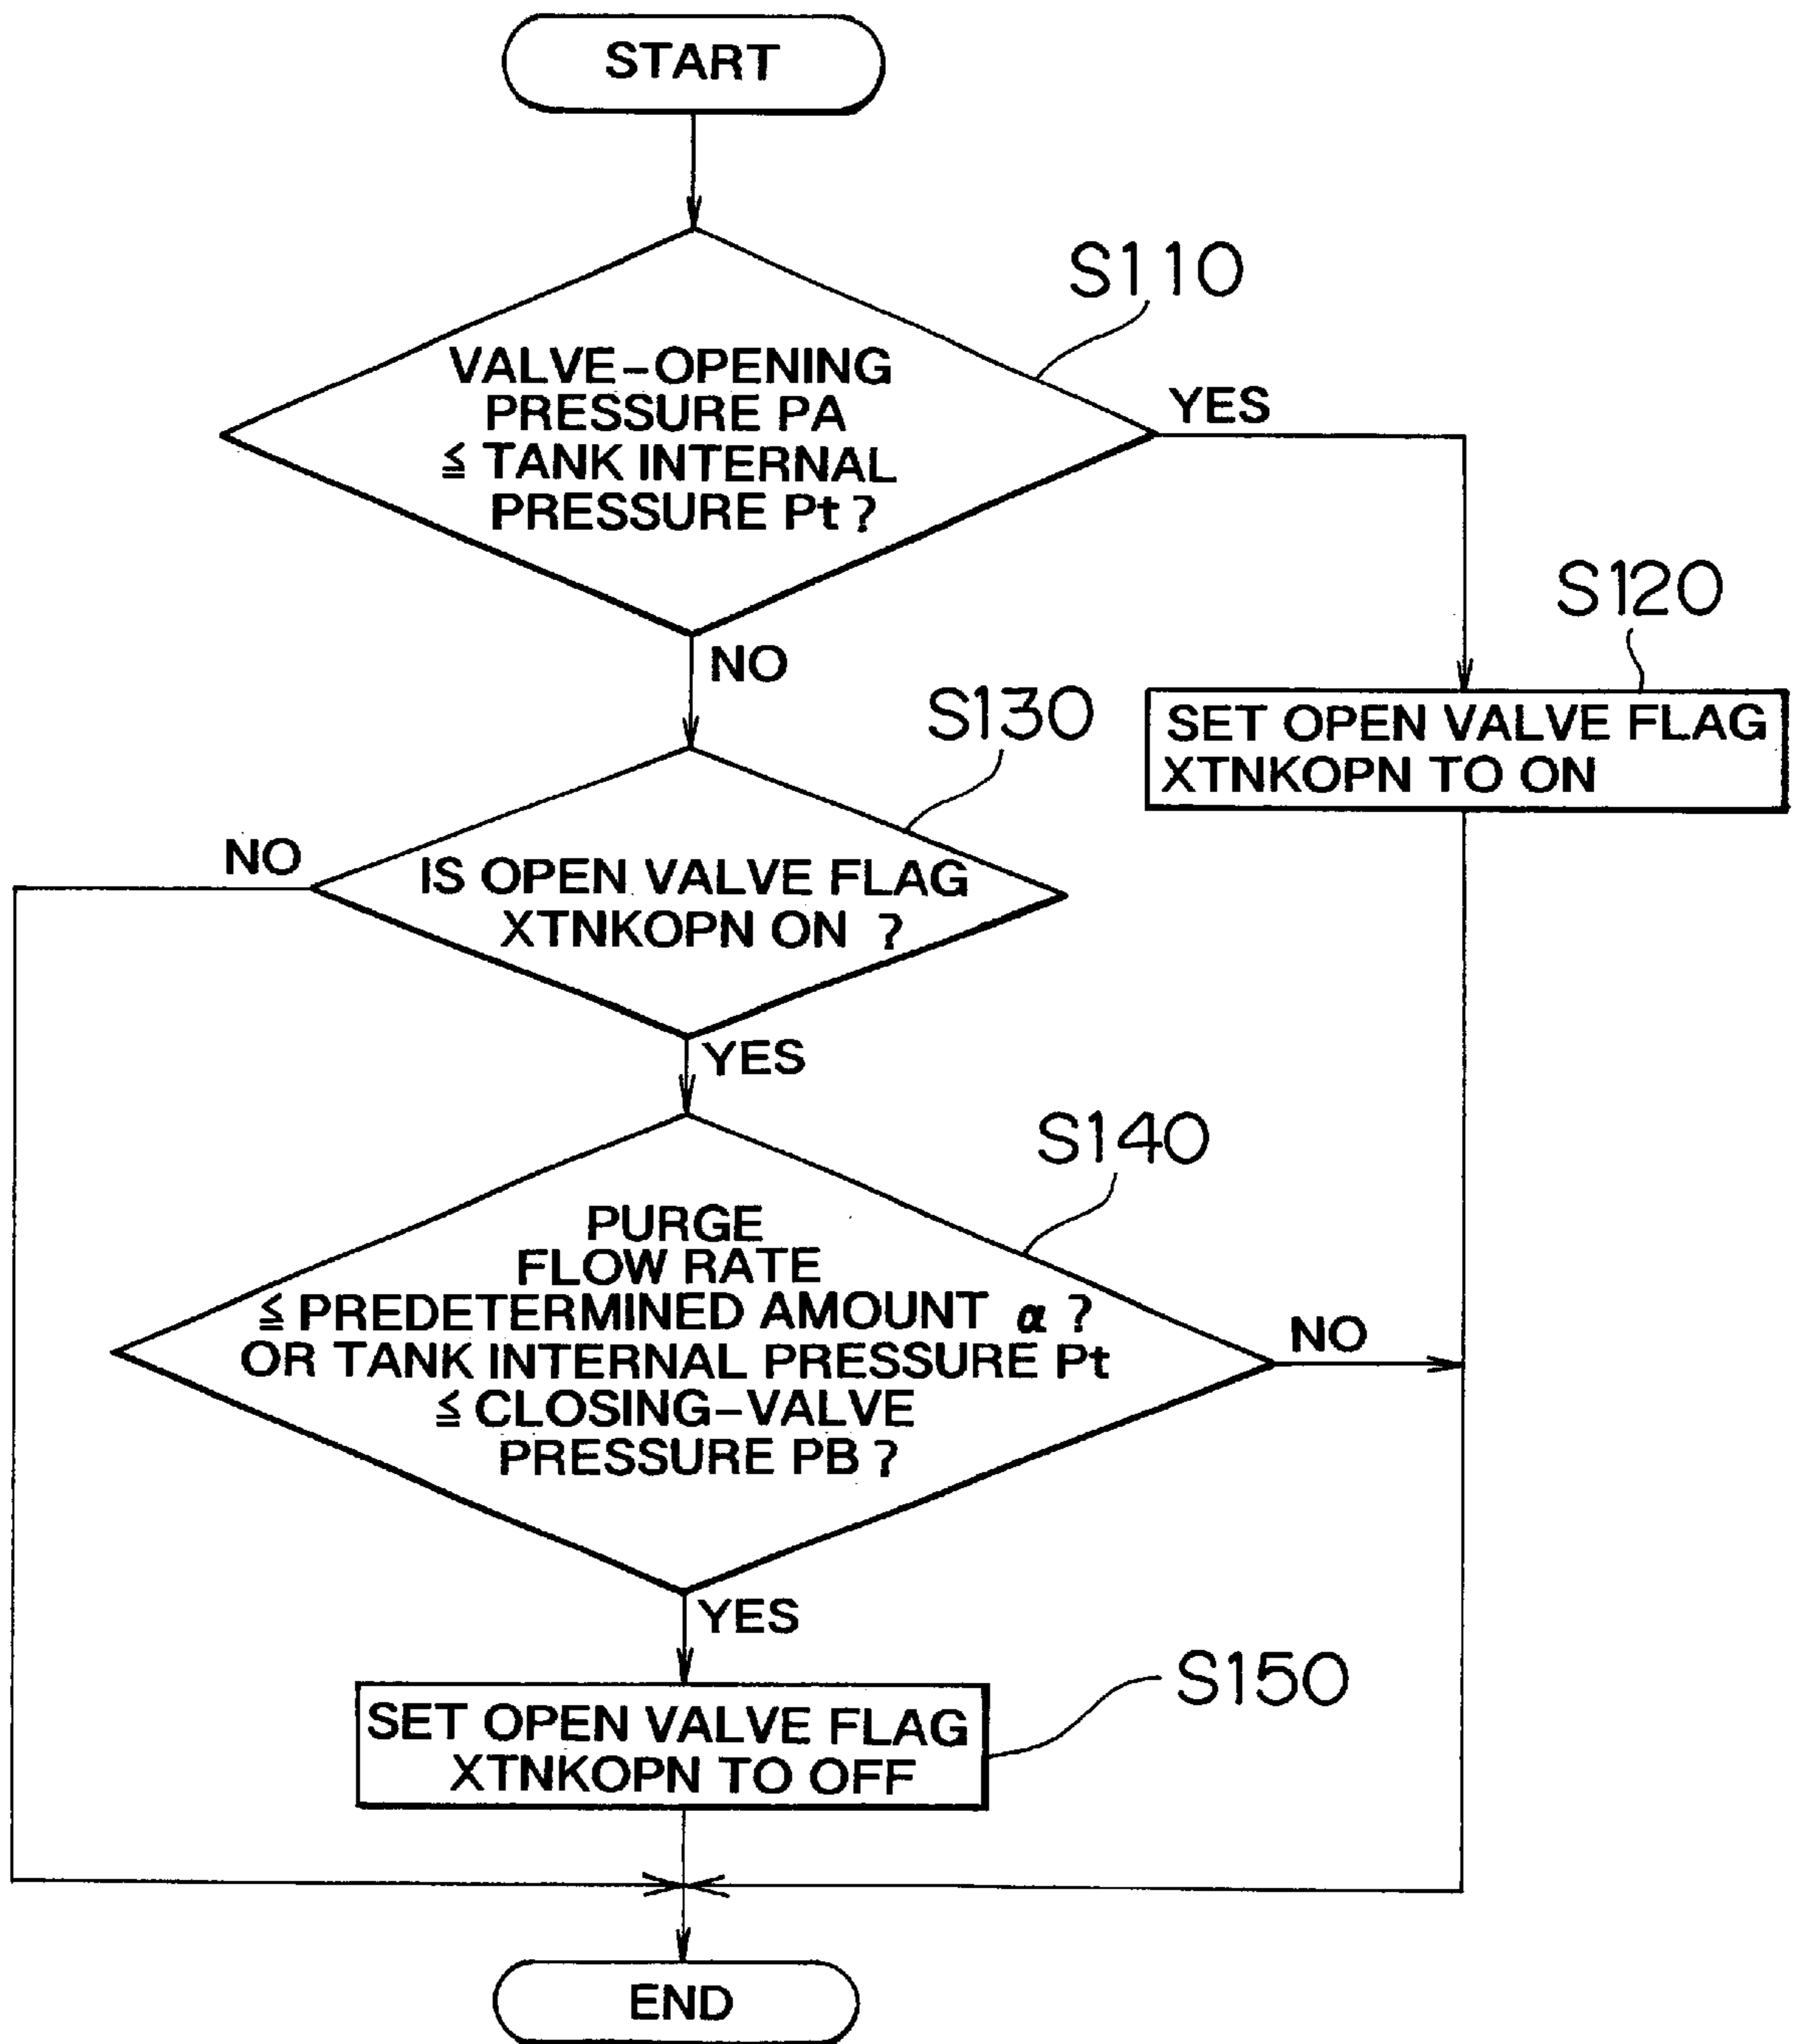 START
S110
VALVE-OPENING
PRESSURE PA
≦ TANK INTERNAL
PRESSURE Pt ?
YES
NO
S120
SET OPEN VALVE FLAG
XTNKOPN TO ON
S130
NO
IS OPEN VALVE FLAG
XTNKOPN ON ?
YES
S140
PURGE
FLOW RATE
≦ PREDETERMINED AMOUNT α ?
OR TANK INTERNAL PRESSURE Pt
≦ CLOSING-VALVE
PRESSURE PB ?
NO
YES
S150
SET OPEN VALVE FLAG
XTNKOPN TO OFF
END